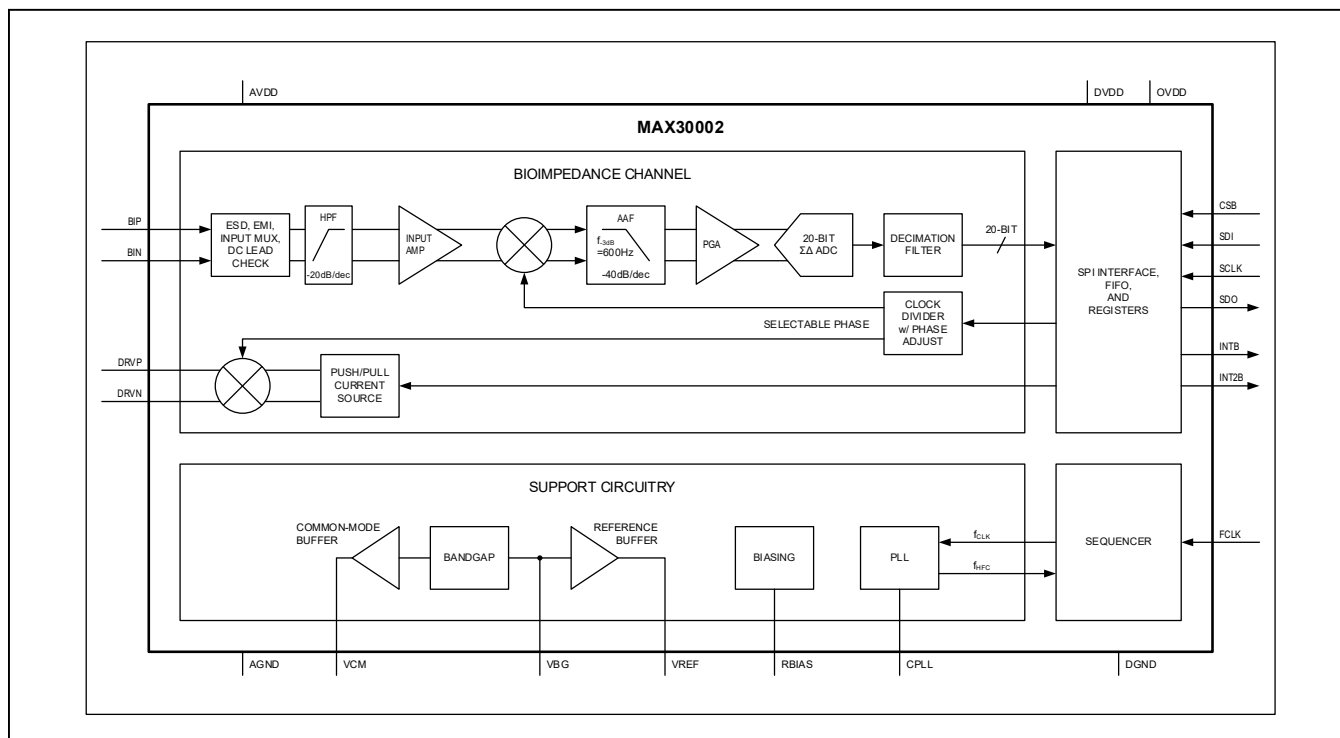 AVDD
DVDD
OVDD
MAX30002
BIOIMPEDANCE CHANNEL
BIP
BIN
ESD, EMI,
INPUT MUX,
DC LEAD
CHECK
HPF
-20dB/dec
INPUT
AMP
AAF
f-3dB
=600Hz
-40dB/dec
PGA
20-BIT
ΣΔ ADC
DECIMATION
FILTER
20-BIT
SPI INTERFACE,
FIFO,
AND
REGISTERS
CSB
SDI
SCLK
SDO
INTB
INT2B
SELECTABLE PHASE
CLOCK
DIVIDER
w/ PHASE
ADJUST
DRVP
DRVN
PUSH/PULL
CURRENT
SOURCE
SUPPORT CIRCUITRY
COMMON-MODE
BUFFER
BANDGAP
REFERENCE
BUFFER
BIASING
PLL
fCLK
fHFC
SEQUENCER
FCLK
AGND
VCM
VBG
VREF
RBIAS
CPLL
DGND